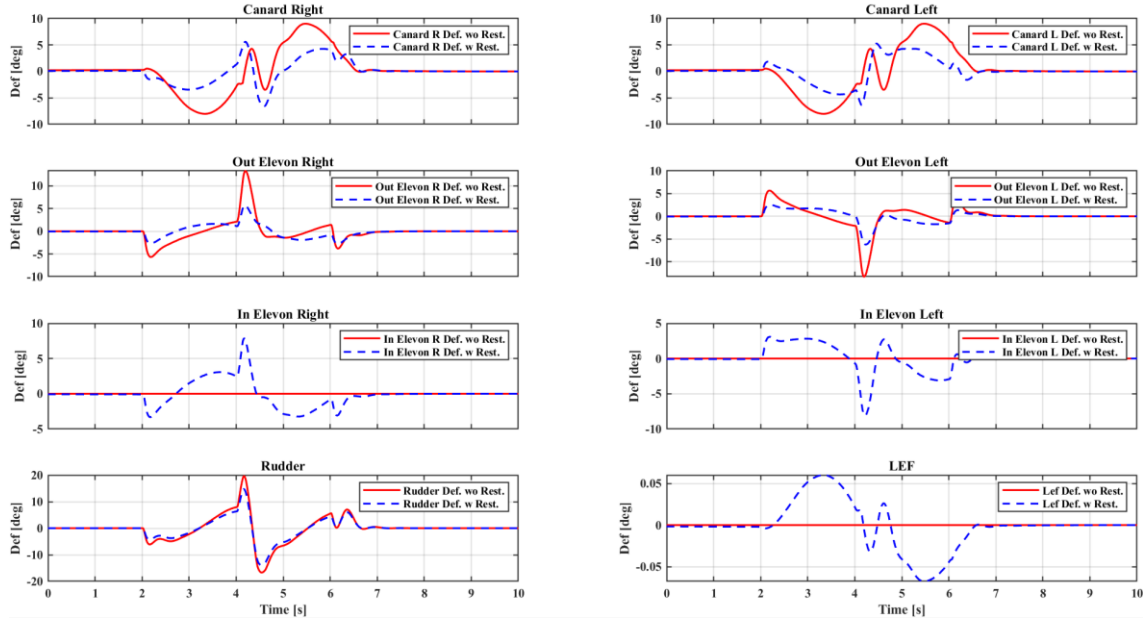 Canard Right
Def [deg]
10
5
0
-5
-10
Canard R Def. wo Rest.
Canard R Def. w Rest.
Canard Left
Def [deg]
10
5
0
-5
-10
Canard L Def. wo Rest.
Canard L Def. w Rest.
Out Elevon Right
Def [deg]
10
5
0
-5
-10
Out Elevon R Def. wo Rest.
Out Elevon R Def. w Rest.
Out Elevon Left
Def [deg]
10
5
0
-5
-10
Out Elevon L Def. wo Rest.
Out Elevon L Def. w Rest.
In Elevon Right
Def [deg]
10
5
0
-5
In Elevon R Def. wo Rest.
In Elevon R Def. w Rest.
In Elevon Left
Def [deg]
5
0
-5
-10
In Elevon L Def. wo Rest.
In Elevon L Def. w Rest.
Rudder
Def [deg]
20
10
0
-10
-20
Rudder Def. wo Rest.
Rudder Def. w Rest.
0 1 2 3 4 5 6 7 8 9 10
Time [s]
LEF
Def [deg]
0.05
0
-0.05
Lef Def. wo Rest.
Lef Def. w Rest.
0 1 2 3 4 5 6 7 8 9 10
Time [s]